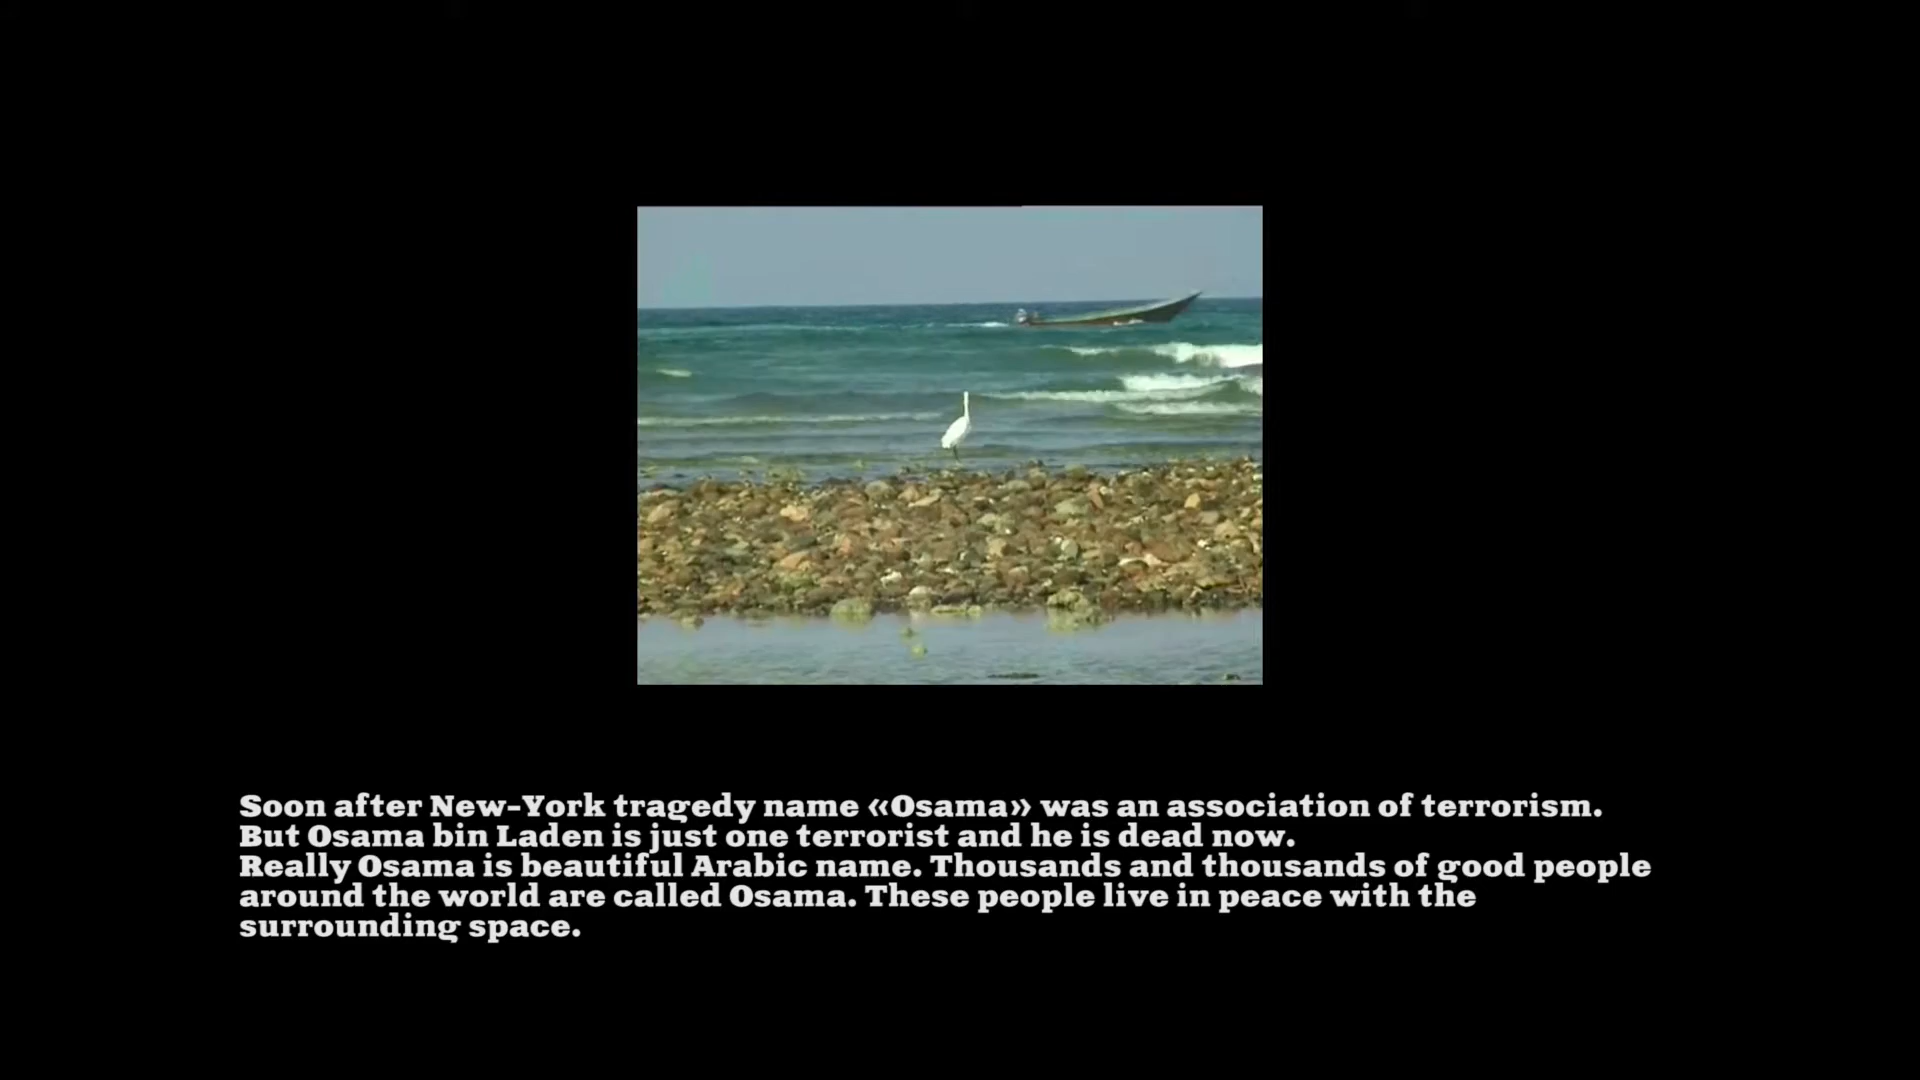 Soon after New-York tragedy name «Osama» was an association of terrorism.
But Osama bin Laden is just one terrorist and he is dead now.
Really Osama is beautiful Arabic name. Thousands and thousands of good people
around the world are called Osama. These people live in peace with the
surrounding space.